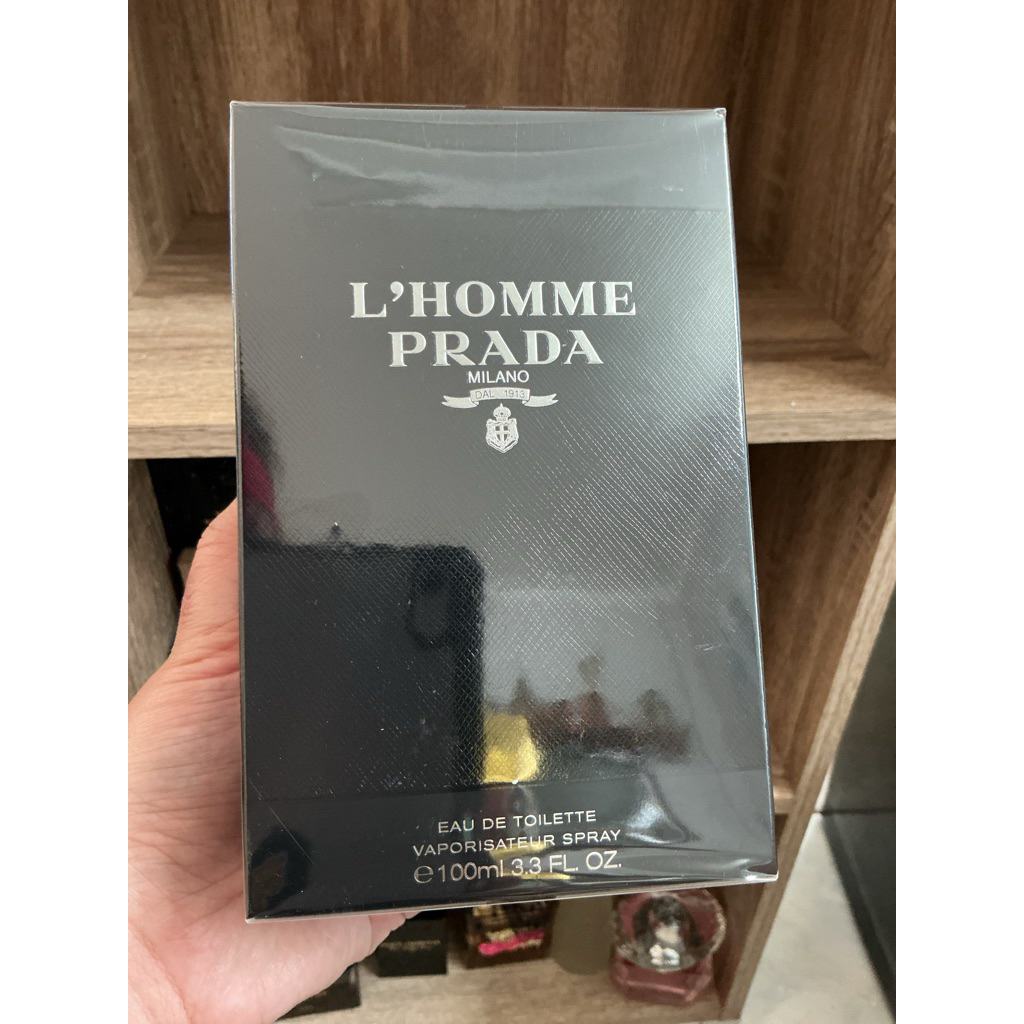 L'HOMME
PRADA
MILANO
DAL 1913
EAU DE TOILETTE
VAPORISATEUR SPRAY
℮100ml 3.3 FL. OZ.